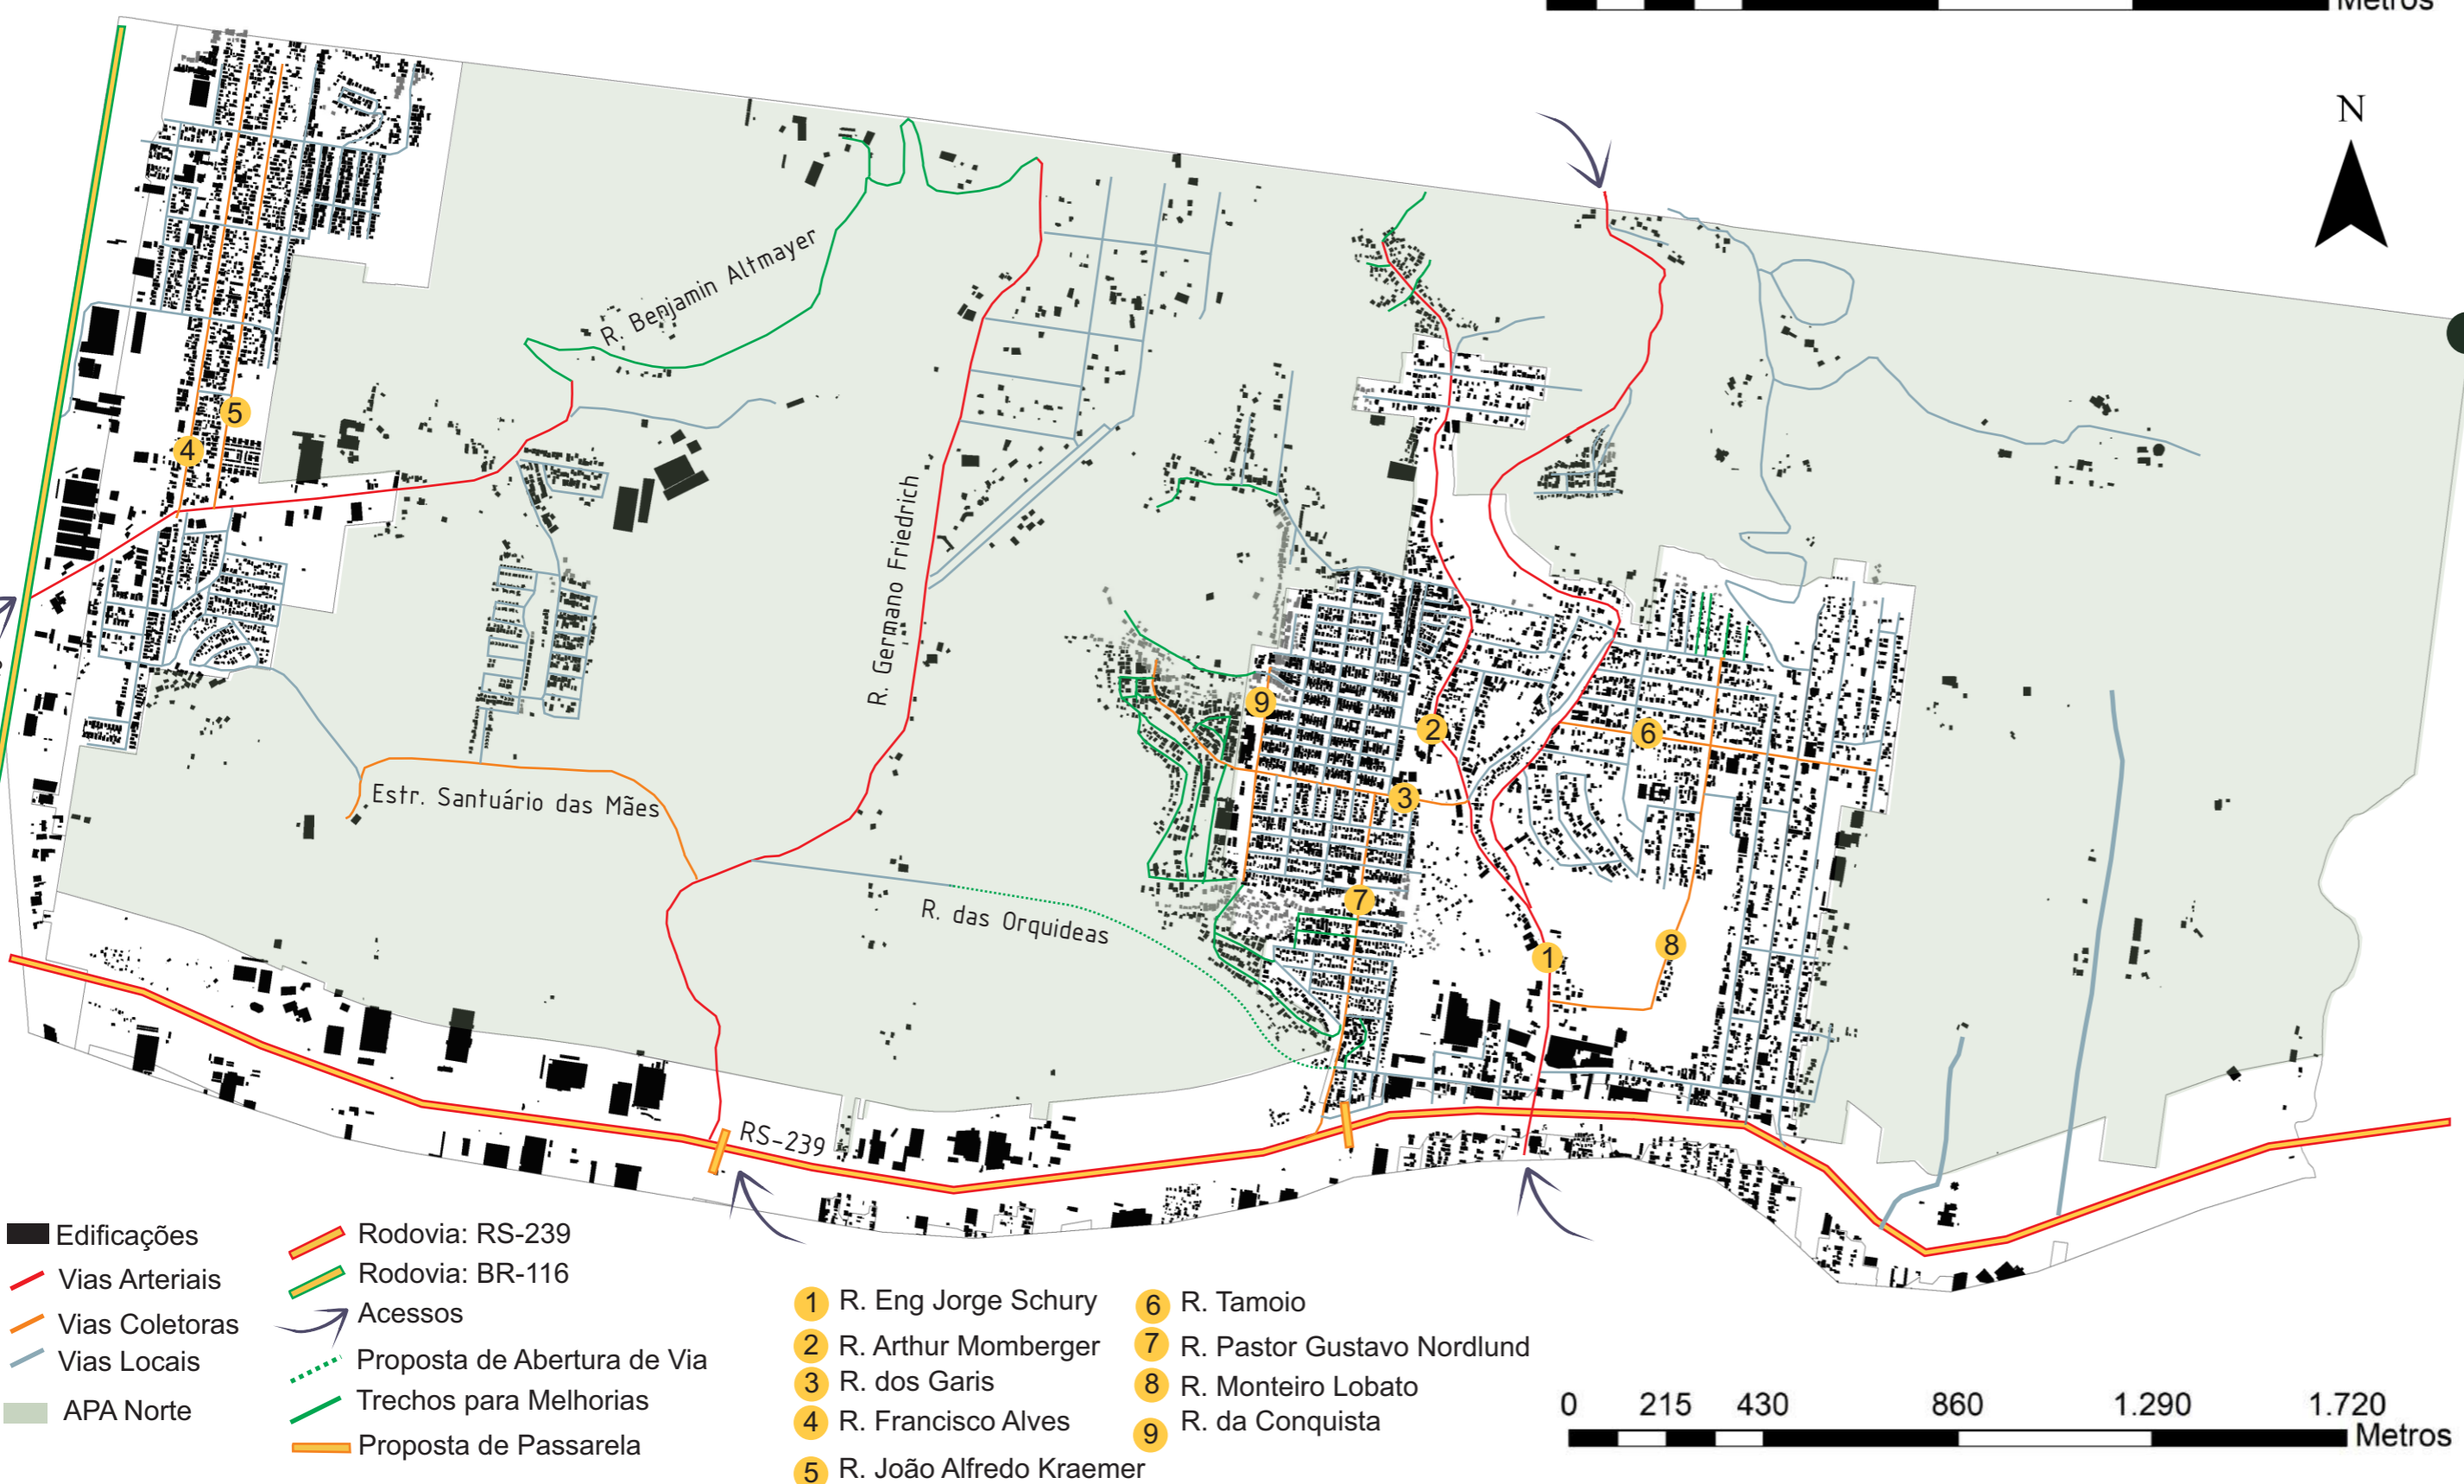 Metros
N
R. Benjamin Altmayer
5
4
R. Germano Friedrich
9
2
6
3
Estr. Santuário das Mães
7
R. das Orquideas
8
1
RS-239
Edificações
Vias Arteriais
Vias Coletoras
Vias Locais
APA Norte
Rodovia: RS-239
Rodovia: BR-116
Acessos
Proposta de Abertura de Via
Trechos para Melhorias
Proposta de Passarela
1 R. Eng Jorge Schury
2 R. Arthur Momberger
3 R. dos Garis
4 R. Francisco Alves
5 R. João Alfredo Kraemer
6 R. Tamoio
7 R. Pastor Gustavo Nordlund
8 R. Monteiro Lobato
9 R. da Conquista
0 215 430 860 1.290 1.720
Metros